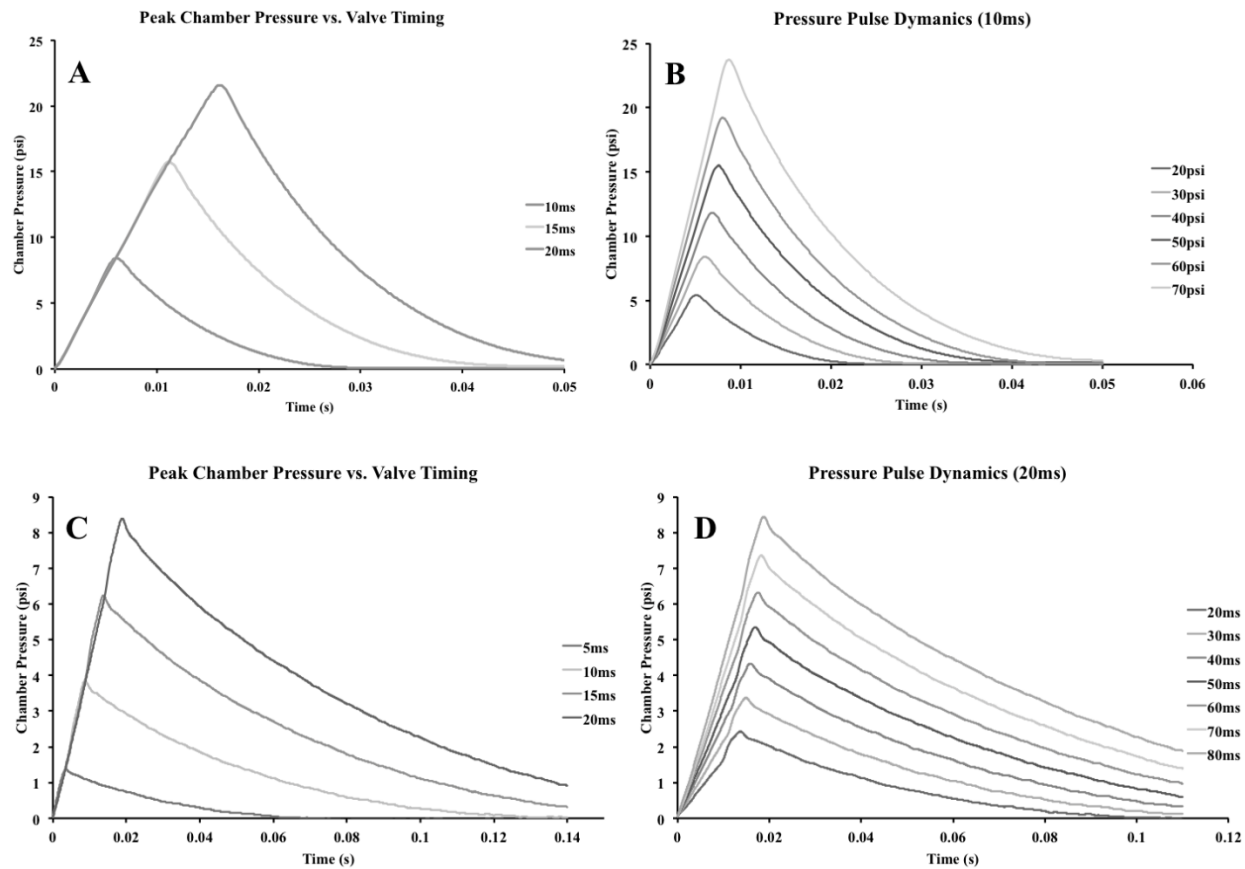 Peak Chamber Pressure vs. Valve Timing
A
Chamber Pressure (psi)
25
20
15
10
5
0
0 0.01 0.02 0.03 0.04 0.05
Time (s)
10ms
15ms
20ms
Pressure Pulse Dymanics (10ms)
B
Chamber Pressure (psi)
25
20
15
10
5
0
0 0.01 0.02 0.03 0.04 0.05 0.06
Time (s)
20psi
30psi
40psi
50psi
60psi
70psi
Peak Chamber Pressure vs. Valve Timing
C
Chamber Pressure (psi)
9
8
7
6
5
4
3
2
1
0
0 0.02 0.04 0.06 0.08 0.1 0.12 0.14
Time (s)
5ms
10ms
15ms
20ms
Pressure Pulse Dynamics (20ms)
D
Chamber Pressure (psi)
9
8
7
6
5
4
3
2
1
0
0 0.02 0.04 0.06 0.08 0.1 0.12
Time (s)
20ms
30ms
40ms
50ms
60ms
70ms
80ms